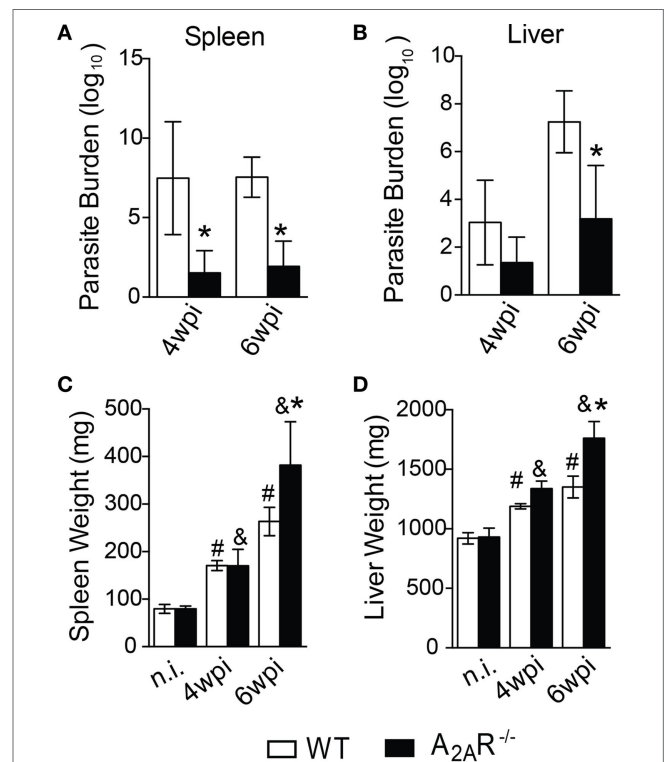 A Spleen
Parasite Burden (log10)
15
10
5
0
* *
4wpi 6wpi
B Liver
Parasite Burden (log10)
10
8
6
4
2
0
*
4wpi 6wpi
C
Spleen Weight (mg)
500
400
300
200
100
0
# & # &*
n.i. 4wpi 6wpi
D
Liver Weight (mg)
2000
1500
1000
500
0
# & # &*
n.i. 4wpi 6wpi
WT A2AR-/-